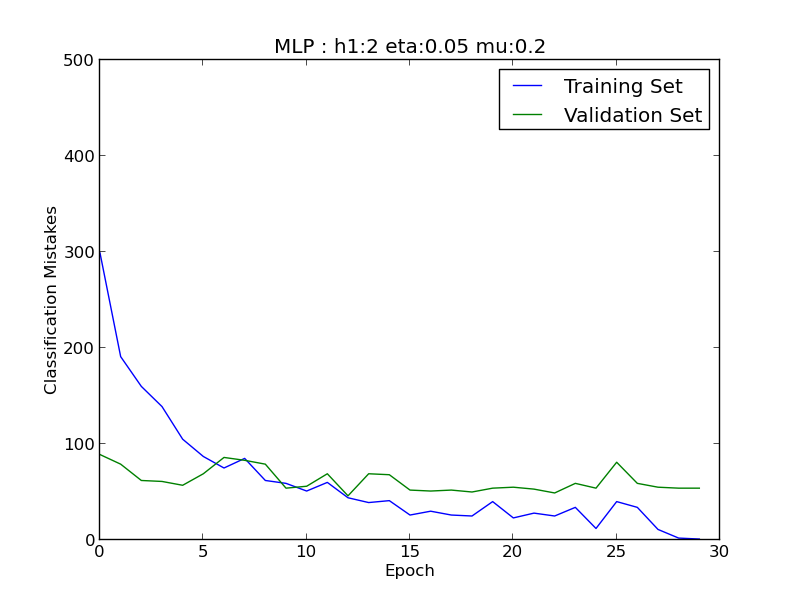 MLP : h1:2 eta:0.05 mu:0.2
Training Set
Validation Set
500
400
300
200
100
0
Classification Mistakes
0 5 10 15 20 25 30
Epoch